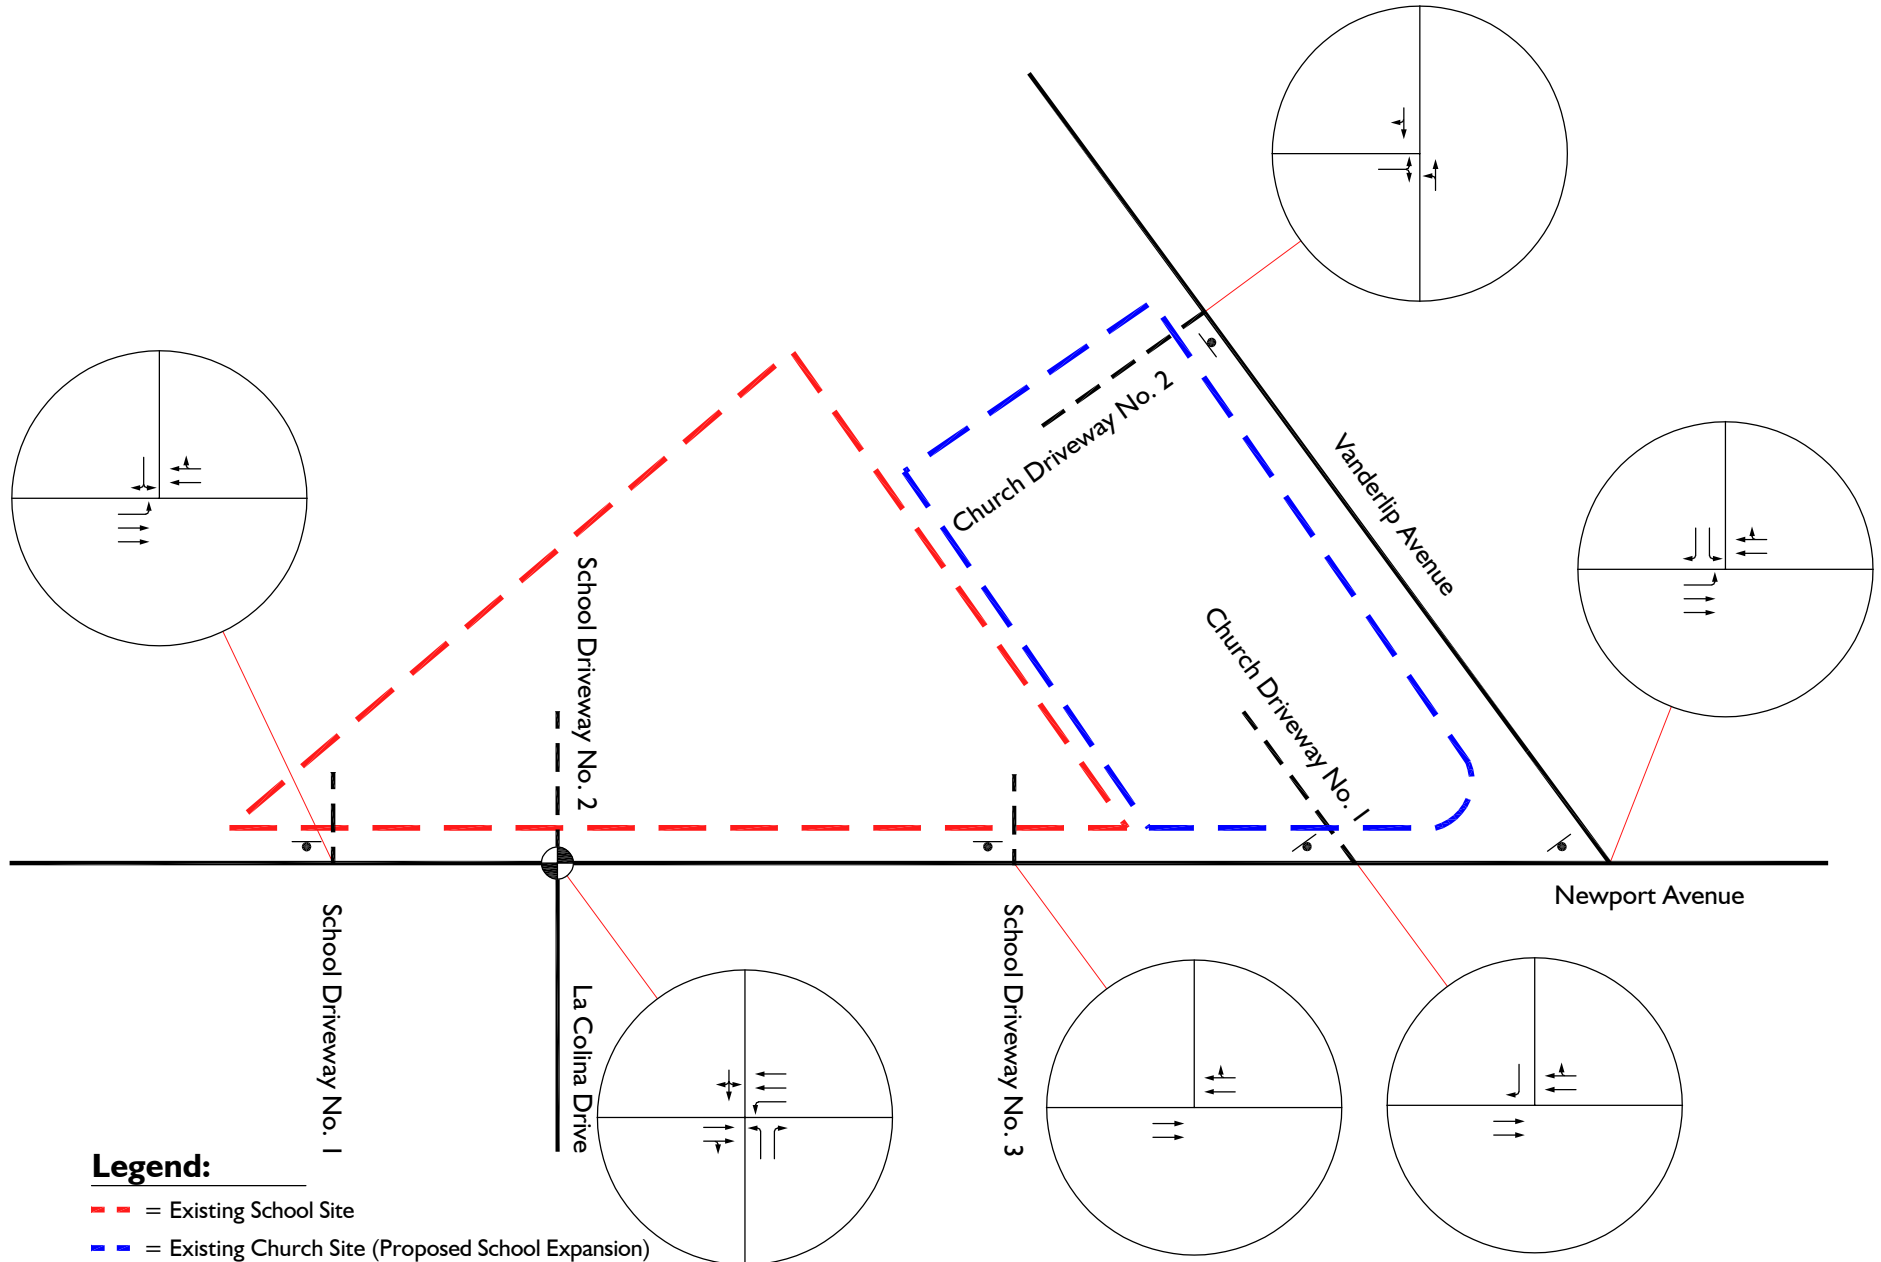 Church Driveway No. 2
Vanderlip Avenue
School Driveway No. 2
Church Driveway No. 1
Newport Avenue
School Driveway No. 1
La Colina Drive
School Driveway No. 3
Legend:
= Existing School Site
= Existing Church Site (Proposed School Expansion)